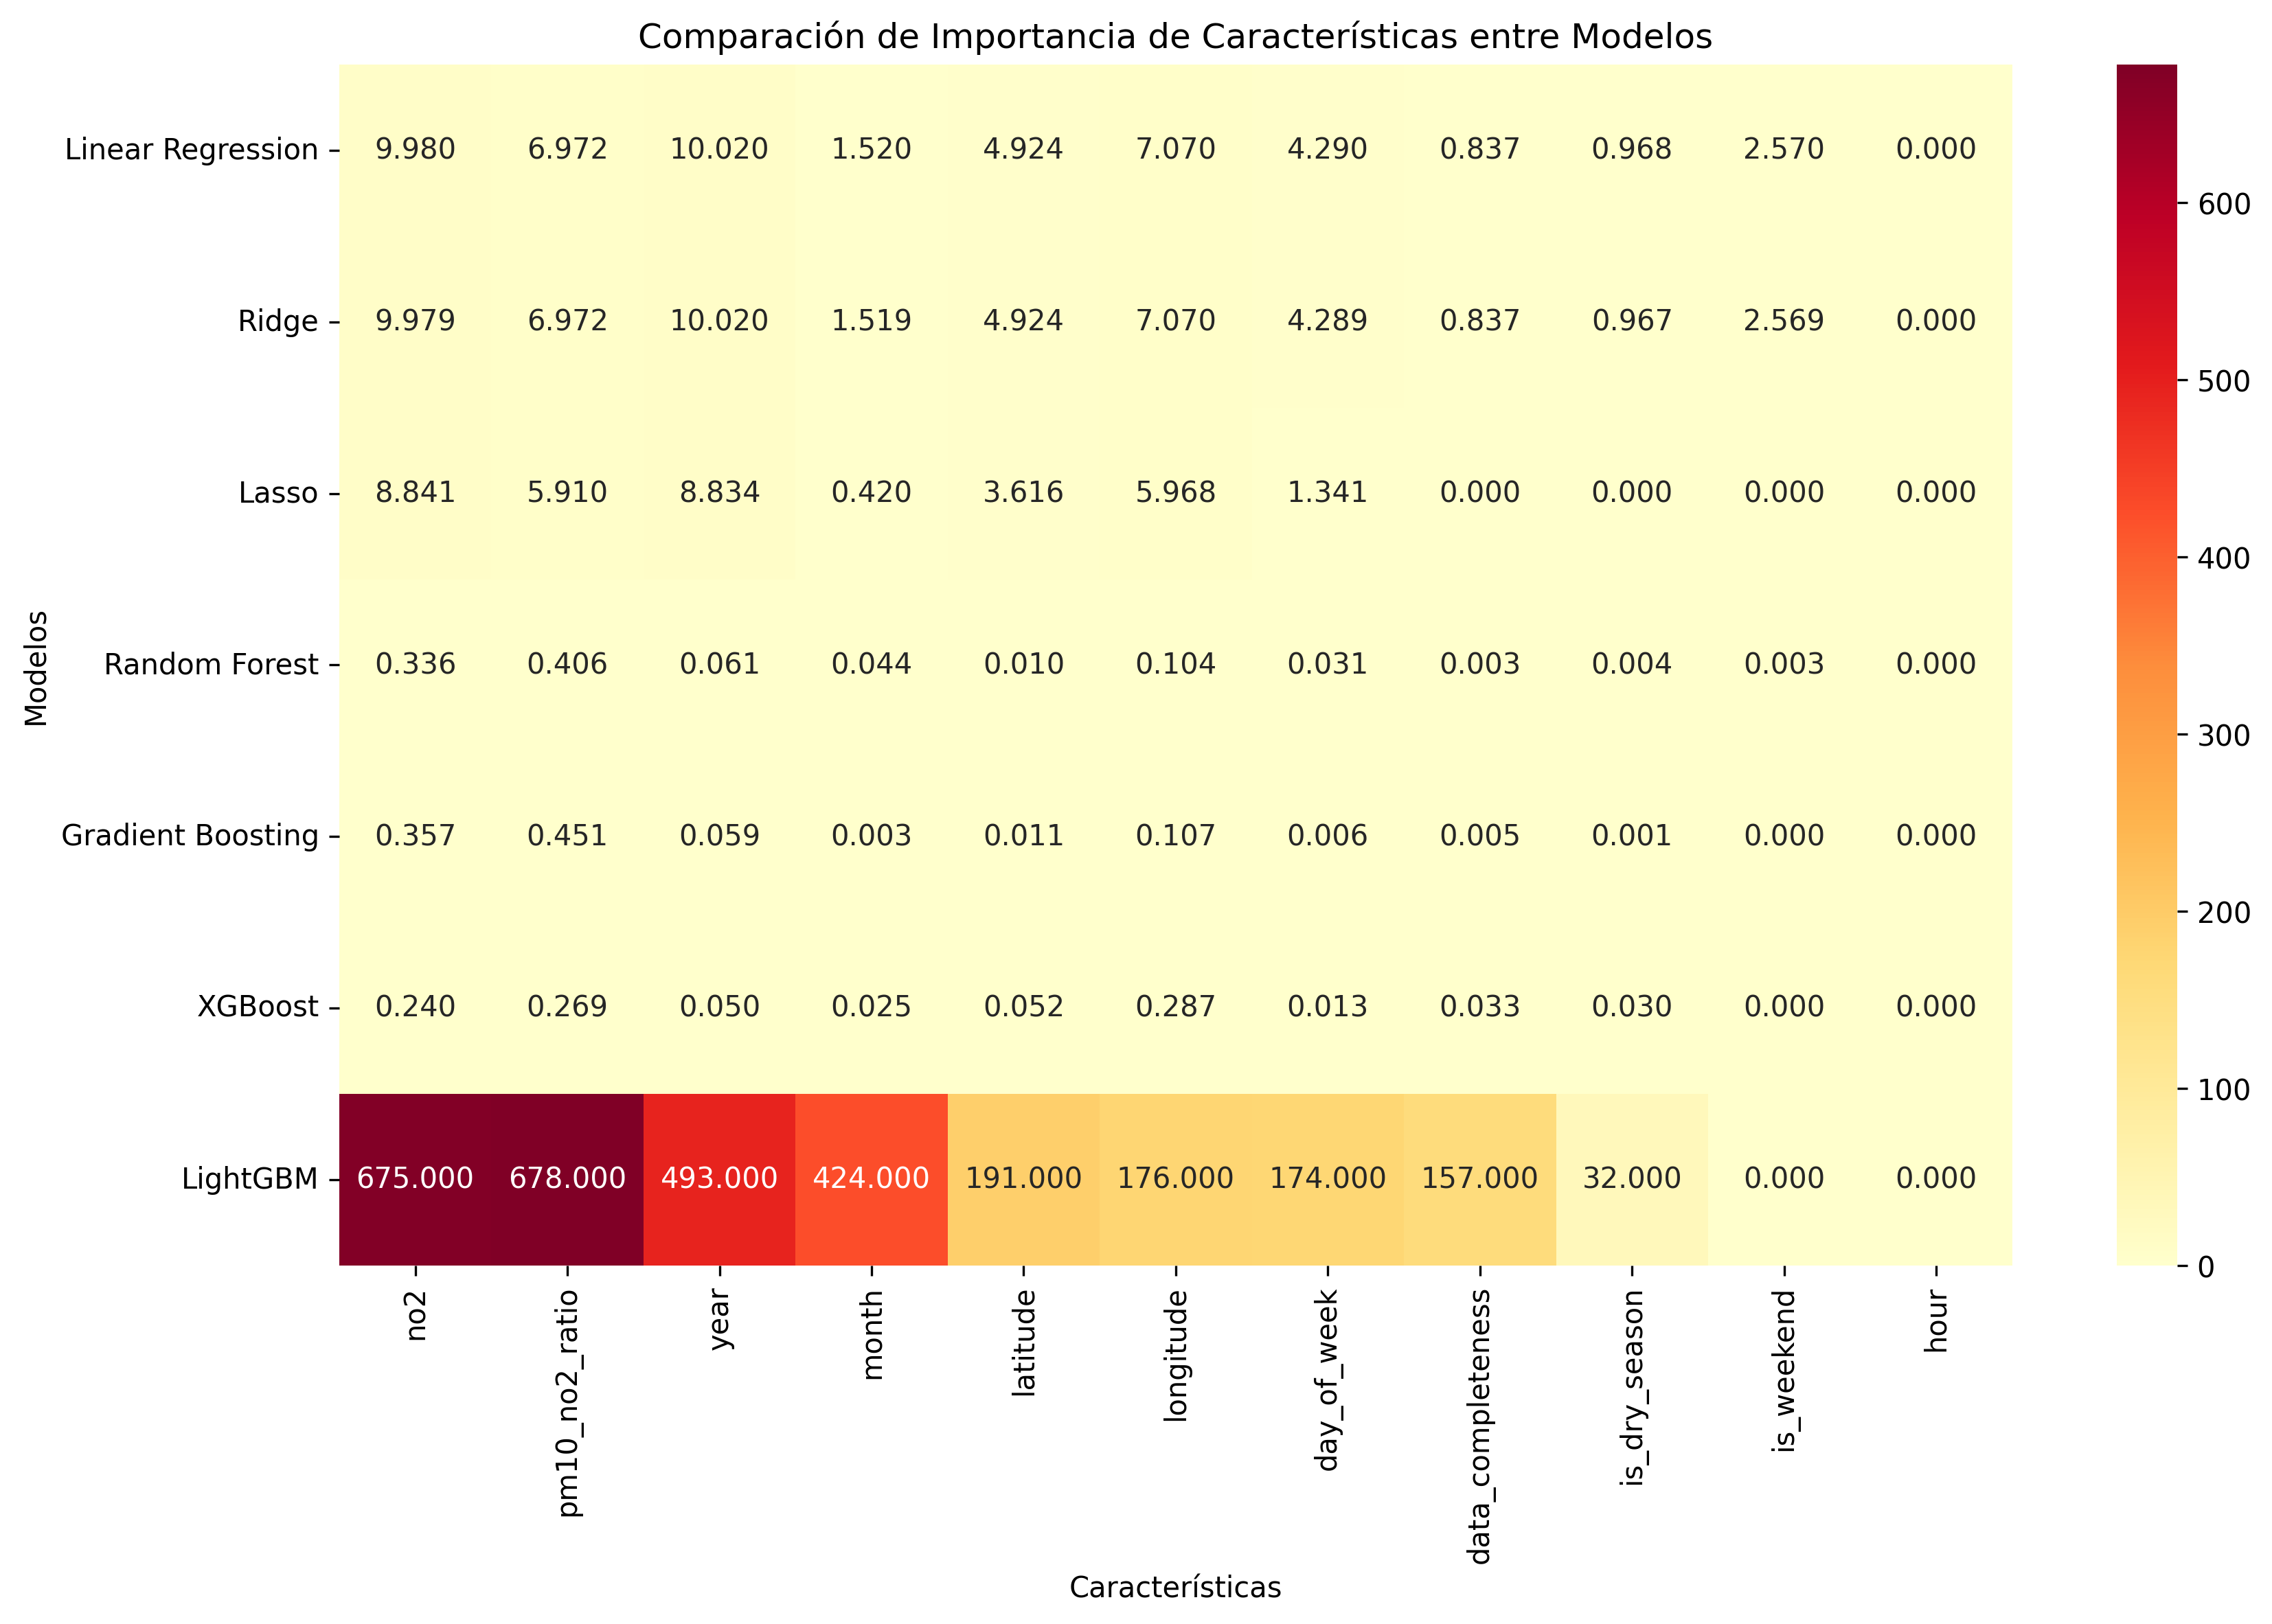 Comparación de Importancia de Características entre Modelos
Modelos
Linear Regression 9.980 6.972 10.020 1.520 4.924 7.070 4.290 0.837 0.968 2.570 0.000
Ridge 9.979 6.972 10.020 1.519 4.924 7.070 4.289 0.837 0.967 2.569 0.000
Lasso 8.841 5.910 8.834 0.420 3.616 5.968 1.341 0.000 0.000 0.000 0.000
Random Forest 0.336 0.406 0.061 0.044 0.010 0.104 0.031 0.003 0.004 0.003 0.000
Gradient Boosting 0.357 0.451 0.059 0.003 0.011 0.107 0.006 0.005 0.001 0.000 0.000
XGBoost 0.240 0.269 0.050 0.025 0.052 0.287 0.013 0.033 0.030 0.000 0.000
LightGBM 675.000 678.000 493.000 424.000 191.000 176.000 174.000 157.000 32.000 0.000 0.000
no2
pm10_no2_ratio
year
month
latitude
longitude
day_of_week
data_completeness
is_dry_season
is_weekend
hour
Características
600
500
400
300
200
100
0